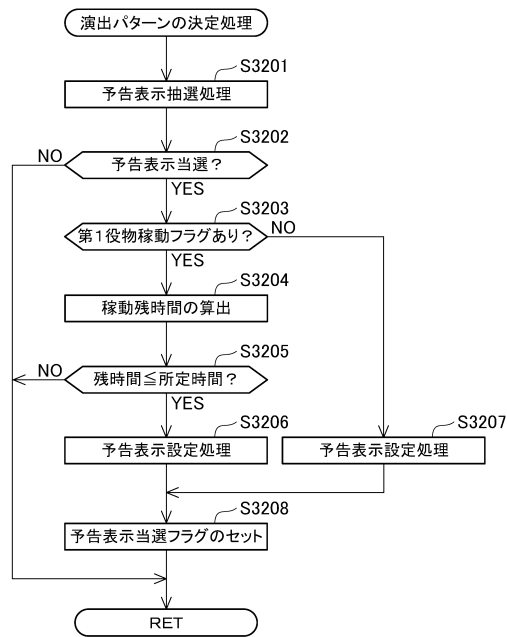 演出パターンの決定処理
S3201
予告表示抽選処理
S3202
NO
予告表示当選？
YES
S3203
第1役物稼動フラグあり？
NO
YES
S3204
稼動残時間の算出
S3205
NO
残時間≦所定時間？
YES
S3206
予告表示設定処理
S3207
予告表示設定処理
S3208
予告表示当選フラグのセット
RET